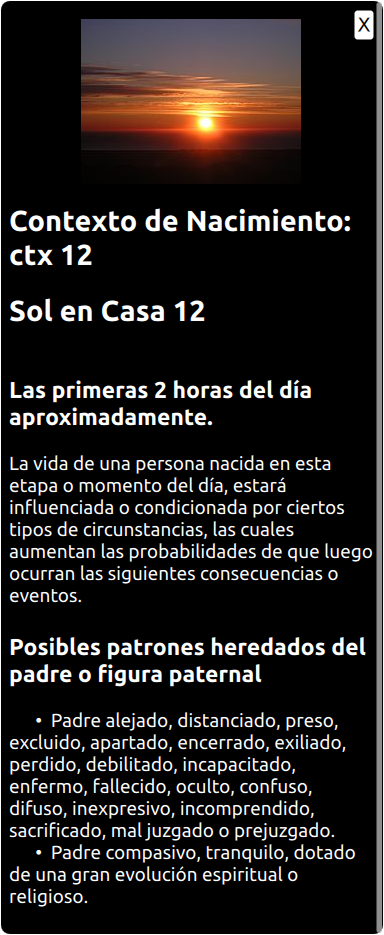 X
Contexto de Nacimiento:
ctx 12
Sol en Casa 12
Las primeras 2 horas del día
aproximadamente.
La vida de una persona nacida en esta
etapa o momento del día, estará
influenciada o condicionada por ciertos
tipos de circunstancias, las cuales
aumentan las probabilidades de que luego
ocurran las siguientes consecuencias o
eventos.
Posibles patrones heredados del
padre o figura paternal
• Padre alejado, distanciado, preso,
excluido, apartado, encerrado, exiliado,
perdido, debilitado, incapacitado,
enfermo, fallecido, oculto, confuso,
difuso, inexpresivo, incomprendido,
sacrificado, mal juzgado o prejuzgado.
• Padre compasivo, tranquilo, dotado
de una gran evolución espiritual o
religioso.